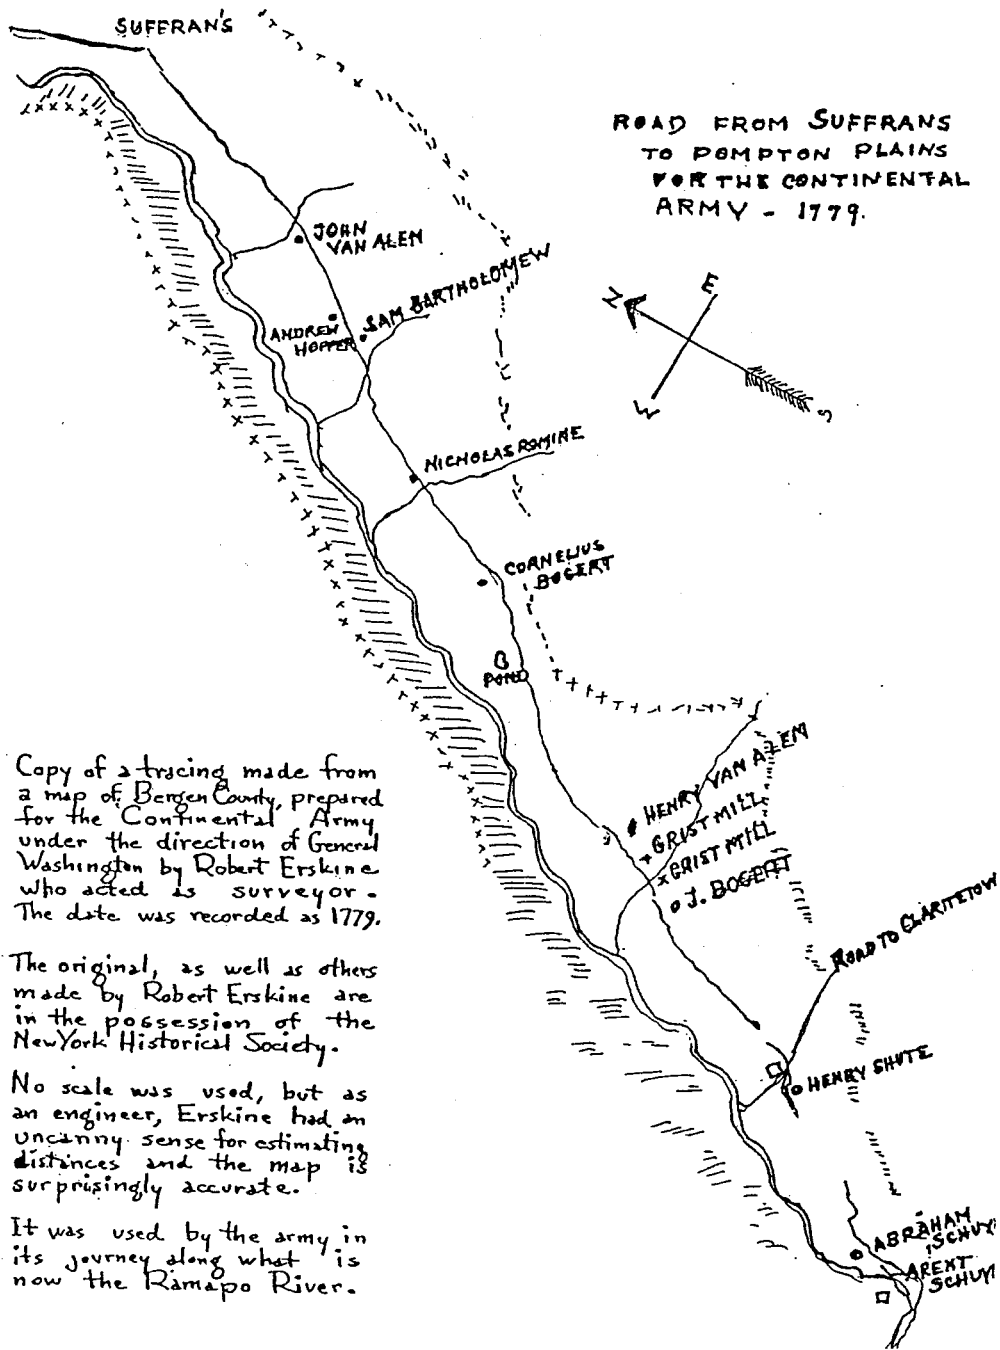 SUFFRAN'S
ROAD FROM SUFFRANS
TO POMPTON PLAINS
FOR THE CONTINENTAL
ARMY - 1779.
JOHN
VAN ALEN
SAM BARTHOLOMEW
ANDREW
HOPPER
N
E
W
S
NICHOLAS ROMINE
CORNELIUS
BOGERT
POND
HENRY VAN ALEN
GRIST MILL
GRIST MILL
J. BOGERT
ROAD TO CLARITETOW
HENRY SHUTE
ABRAHAM
SCHUY
ARENT
SCHUY
Copy of a tracing made from
a map of Bergen County, prepared
for the Continental Army
under the direction of General
Washington by Robert Erskine
who acted as surveyor.
The date was recorded as 1779.
The original, as well as others
made by Robert Erskine are
in the possession of the
New York Historical Society.
No scale was used, but as
an engineer, Erskine had an
uncanny sense for estimating
distances and the map is
surprisingly accurate.
It was used by the army in
its journey along what is
now the Ramapo River.